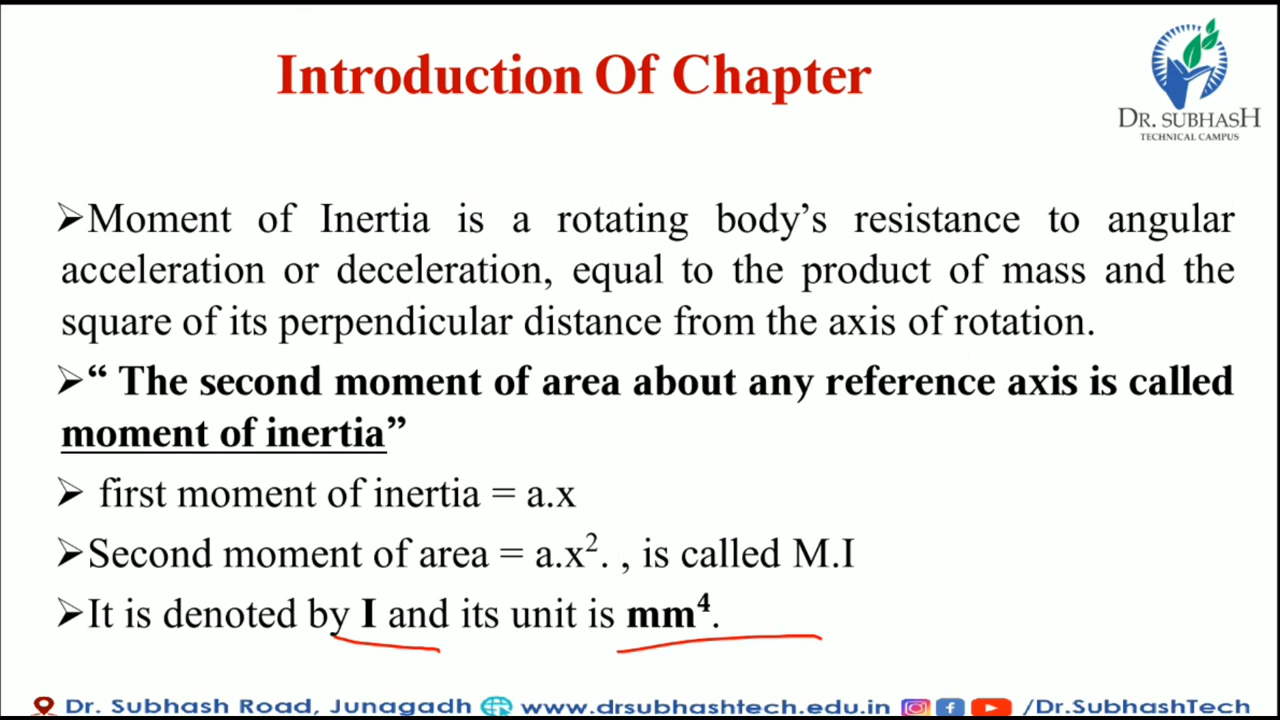 Introduction Of Chapter
DR. SUBHASH
TECHNICAL CAMPUS
➢Moment of Inertia is a rotating body’s resistance to angular
acceleration or deceleration, equal to the product of mass and the
square of its perpendicular distance from the axis of rotation.
➢“ The second moment of area about any reference axis is called
moment of inertia”
➢ first moment of inertia = a.x
➢Second moment of area = a.x². , is called M.I
➢It is denoted by I and its unit is mm⁴.
Dr. Subhash Road, Junagadh www.drsubhashtech.edu.in /Dr.SubhashTech